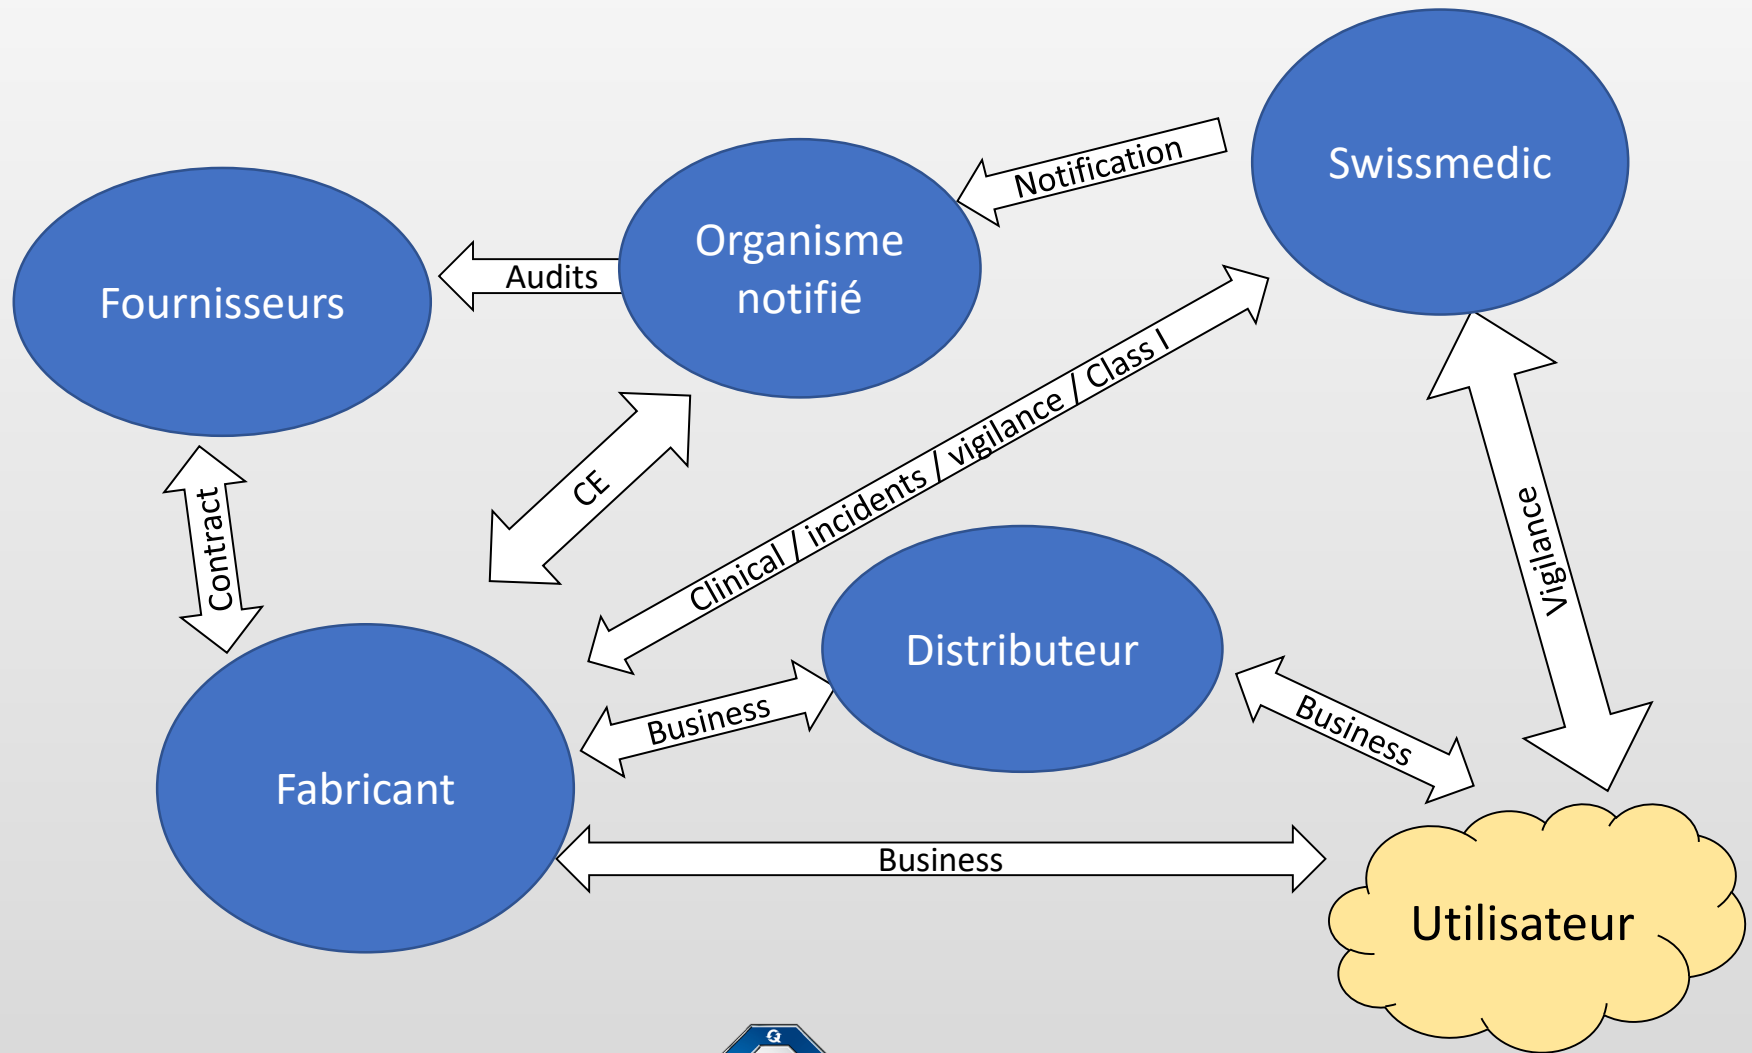 Swissmedic
Notification
Organisme
notifié
Audits
Fournisseurs
Clinical / incidents / vigilance / Class I
CE
Contract
Vigilance
Distributeur
Business
Business
Fabricant
Business
Utilisateur
Q